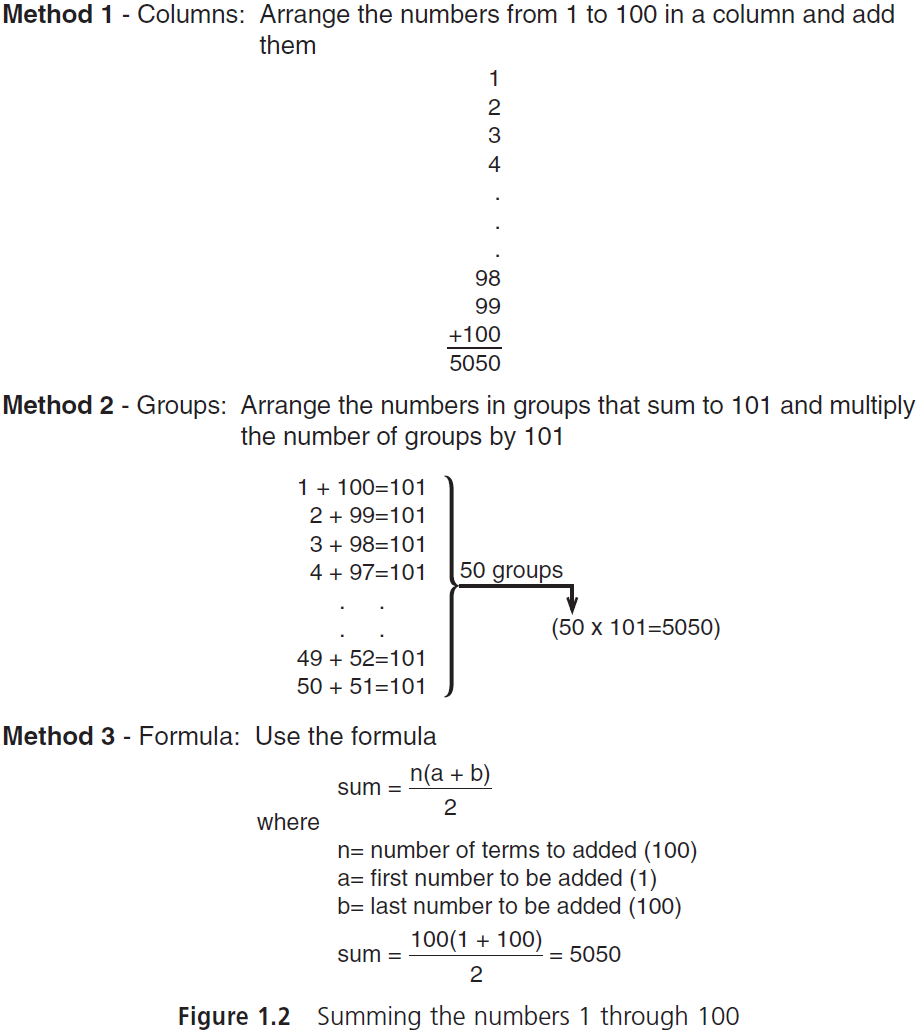 Method 1 - Columns: Arrange the numbers from 1 to 100 in a column and add
them
1
2
3
4
.
.
.
98
99
+100
5050
Method 2 - Groups: Arrange the numbers in groups that sum to 101 and multiply
the number of groups by 101
1 + 100=101
2 + 99=101
3 + 98=101
4 + 97=101
. .
. .
49 + 52=101
50 + 51=101
50 groups
(50 x 101=5050)
Method 3 - Formula: Use the formula
sum = n(a + b)
2
where
n= number of terms to added (100)
a= first number to be added (1)
b= last number to be added (100)
sum = 100(1 + 100) = 5050
2
Figure 1.2 Summing the numbers 1 through 100